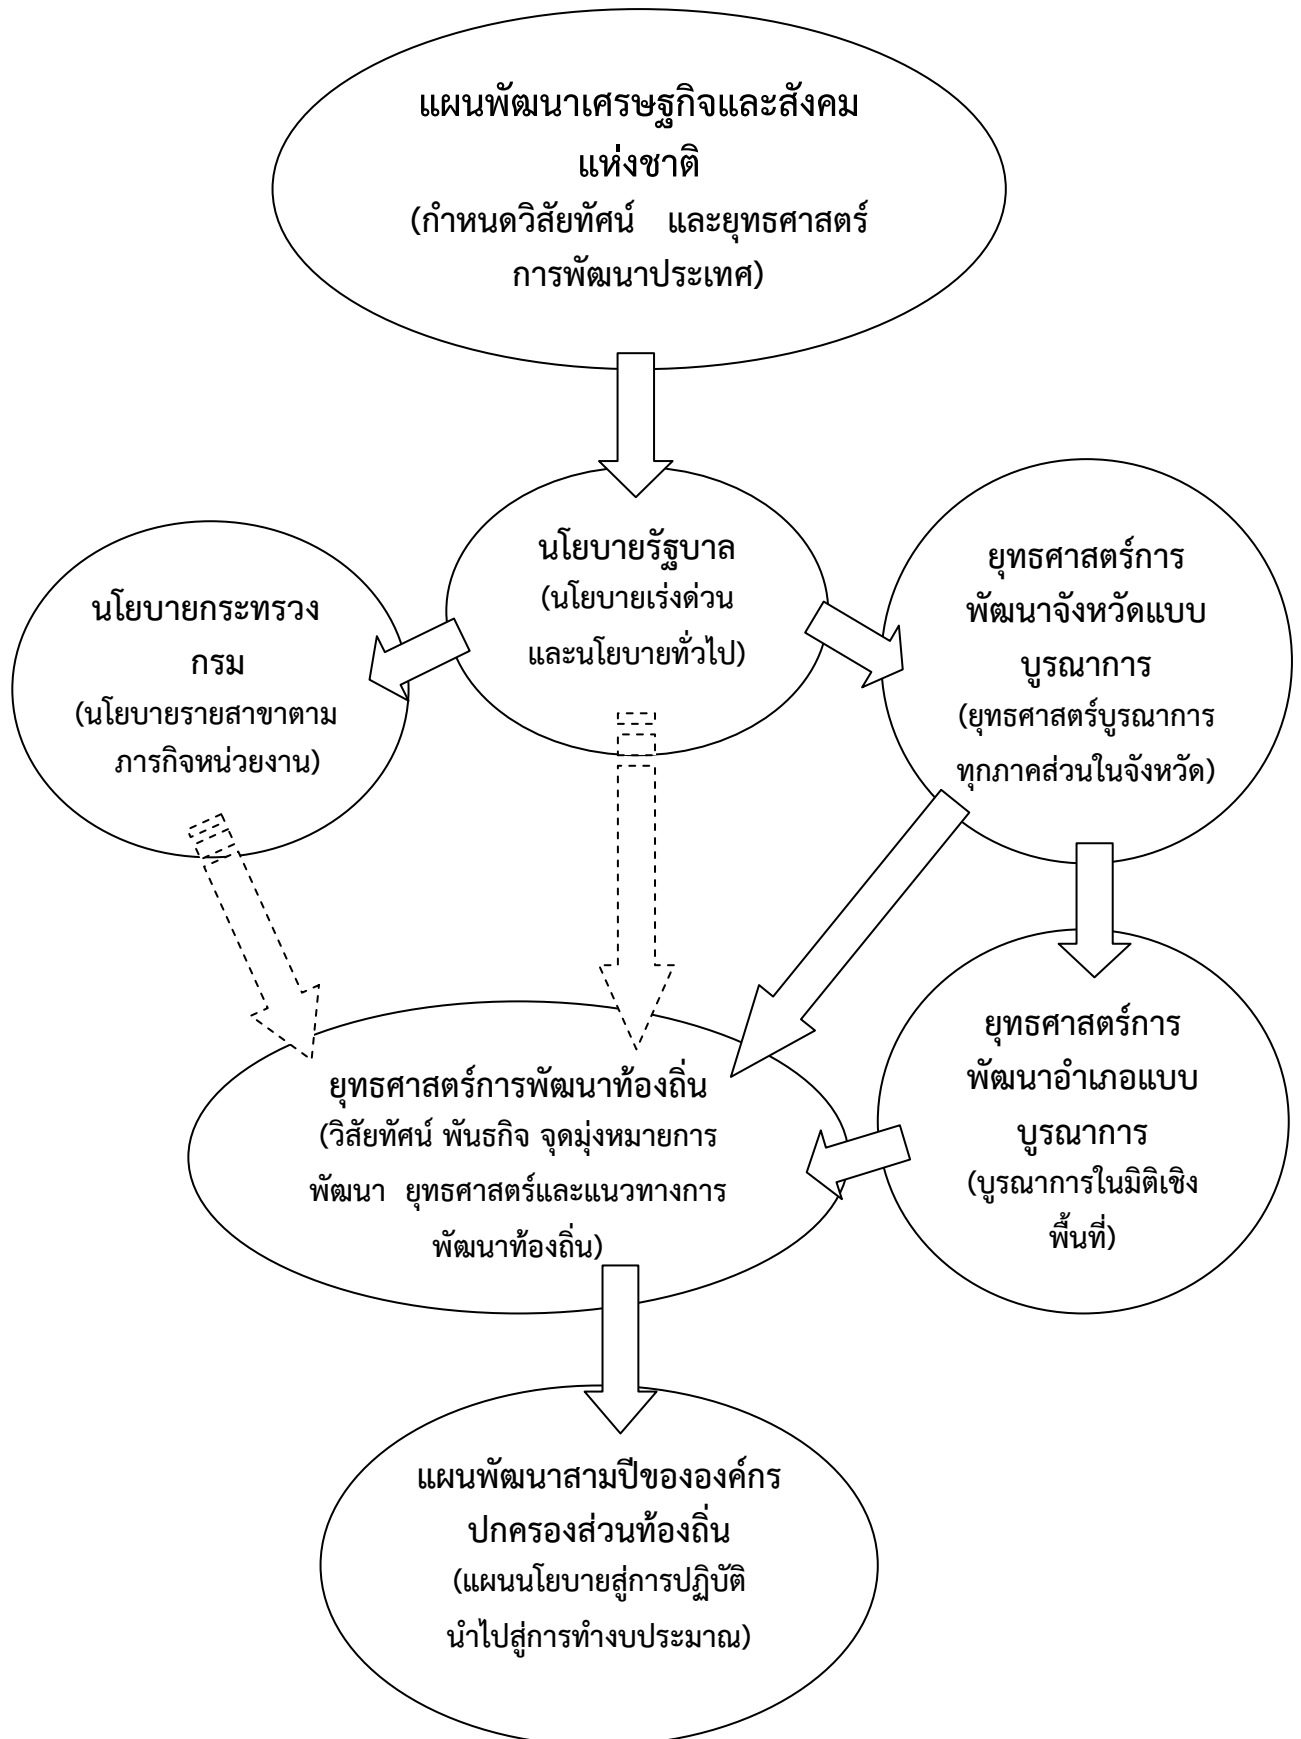 แผนพัฒนาเศรษฐกิจและสังคม
แห่งชาติ
(กำหนดวิสัยทัศน์ และยุทธศาสตร์
การพัฒนาประเทศ)
นโยบายรัฐบาล
(นโยบายเร่งด่วน
และนโยบายทั่วไป)
นโยบายกระทรวง
กรม
(นโยบายรายสาขาตาม
ภารกิจหน่วยงาน)
ยุทธศาสตร์การ
พัฒนาจังหวัดแบบ
บูรณาการ
(ยุทธศาสตร์บูรณาการ
ทุกภาคส่วนในจังหวัด)
ยุทธศาสตร์การพัฒนาท้องถิ่น
(วิสัยทัศน์ พันธกิจ จุดมุ่งหมายการ
พัฒนา ยุทธศาสตร์และแนวทางการ
พัฒนาท้องถิ่น)
ยุทธศาสตร์การ
พัฒนาอำเภอแบบ
บูรณาการ
(บูรณาการในมิติเชิง
พื้นที่)
แผนพัฒนาสามปีขององค์กร
ปกครองส่วนท้องถิ่น
(แผนนโยบายสู่การปฏิบัติ
นำไปสู่การทำงบประมาณ)